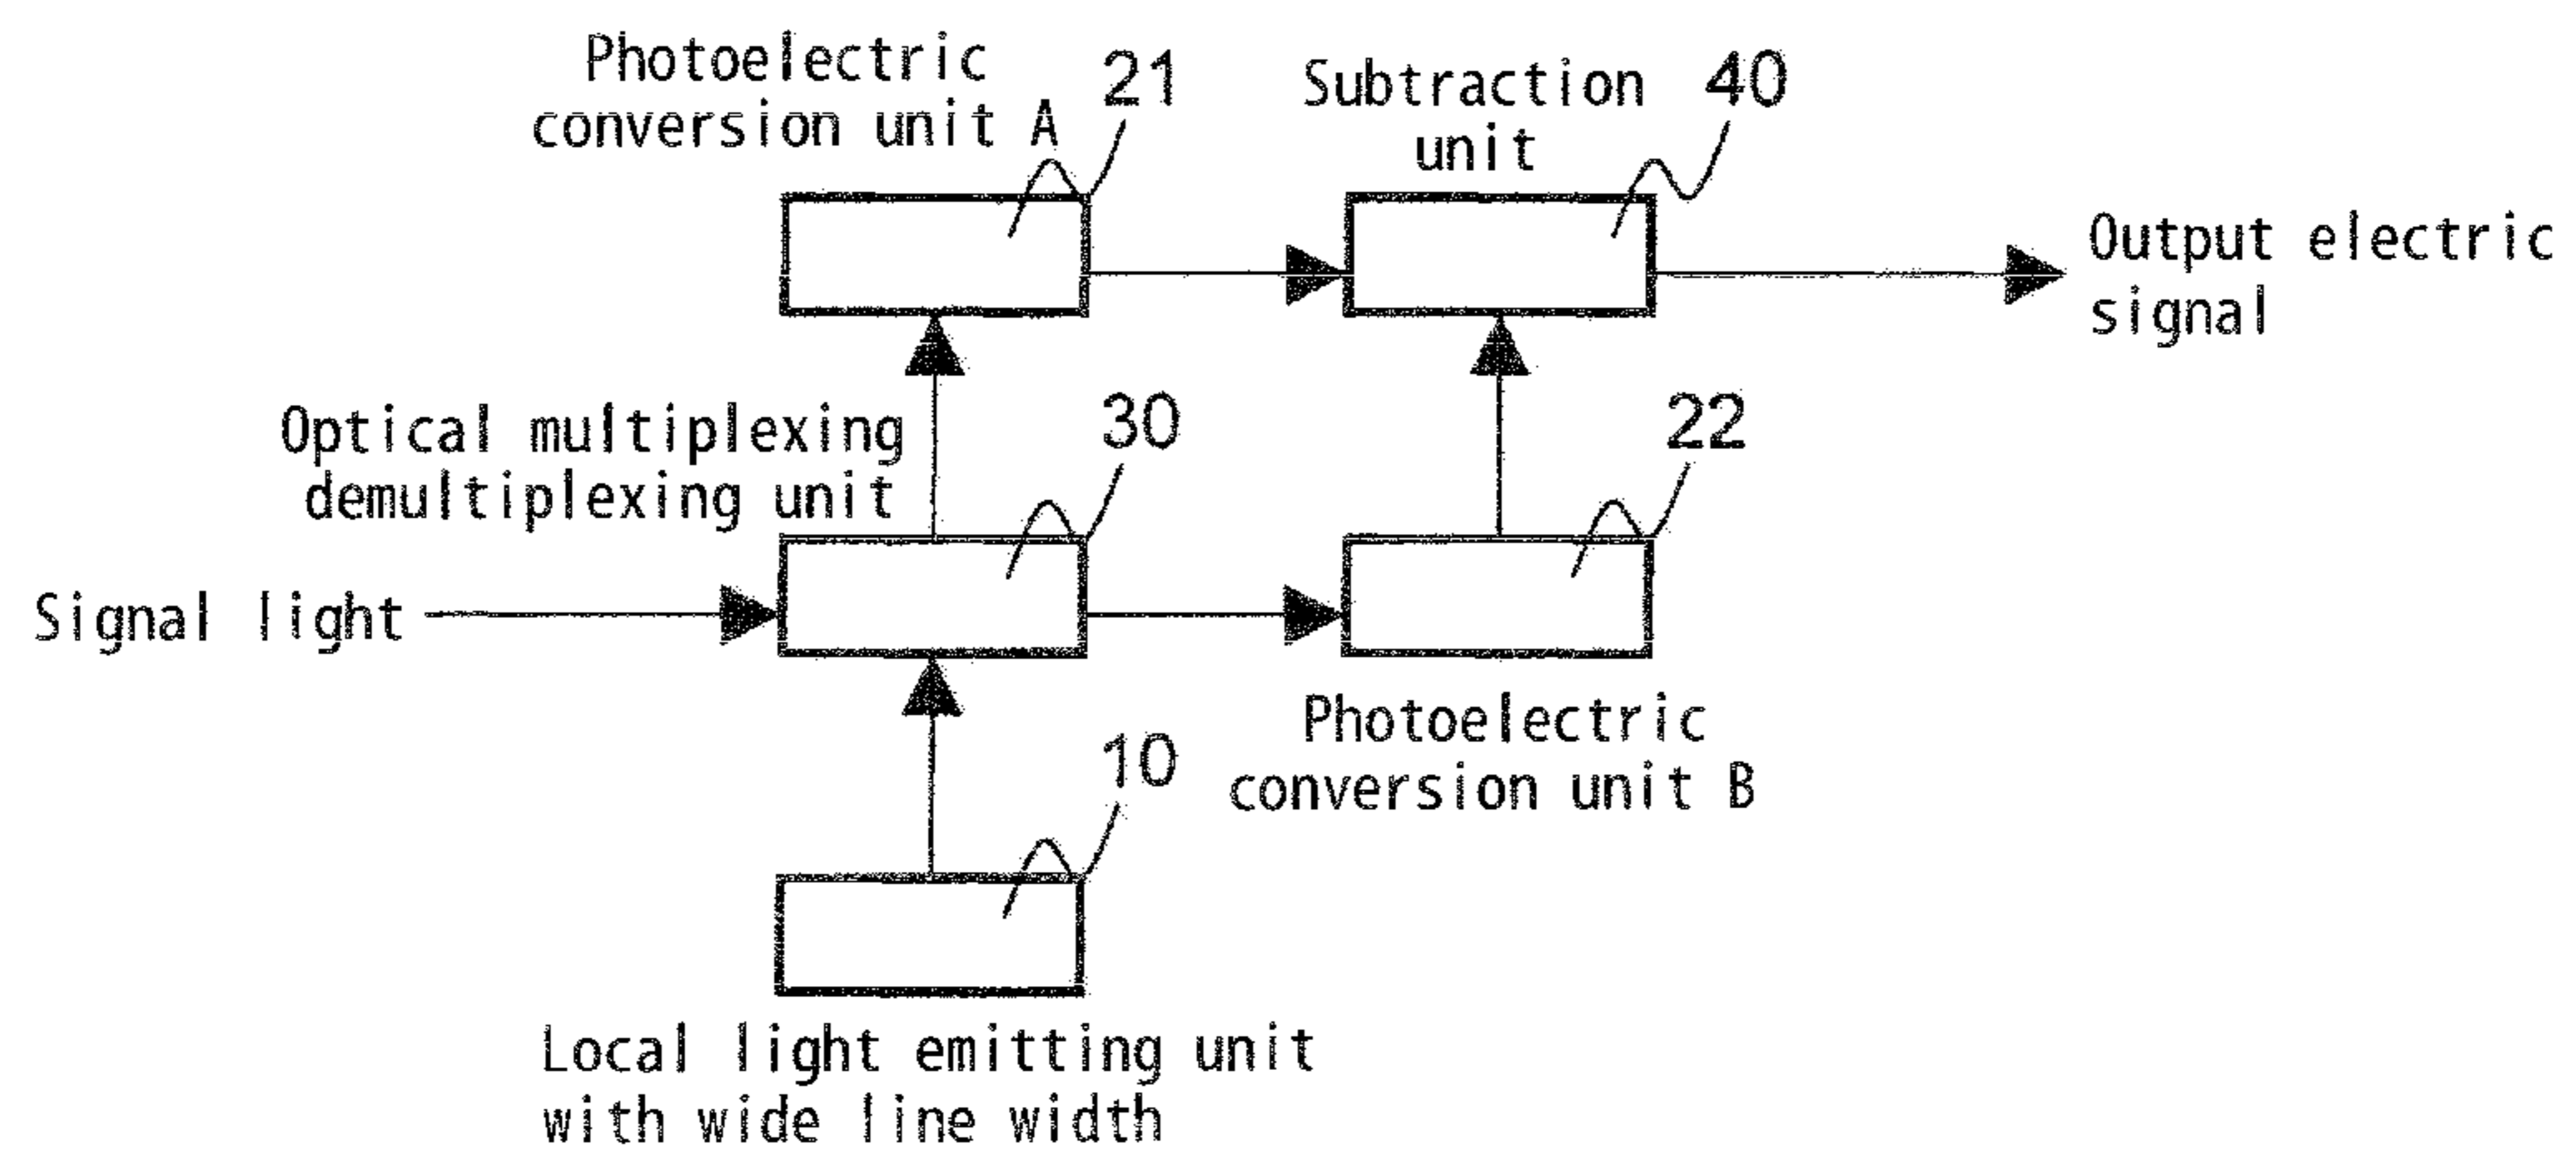 Photoelectric
conversion unit A
21
Subtraction
unit
40
Output electric
signal
Optical multiplexing
demultiplexing unit
30
22
Signal light
Photoelectric
conversion unit B
10
Local light emitting unit
with wide line width